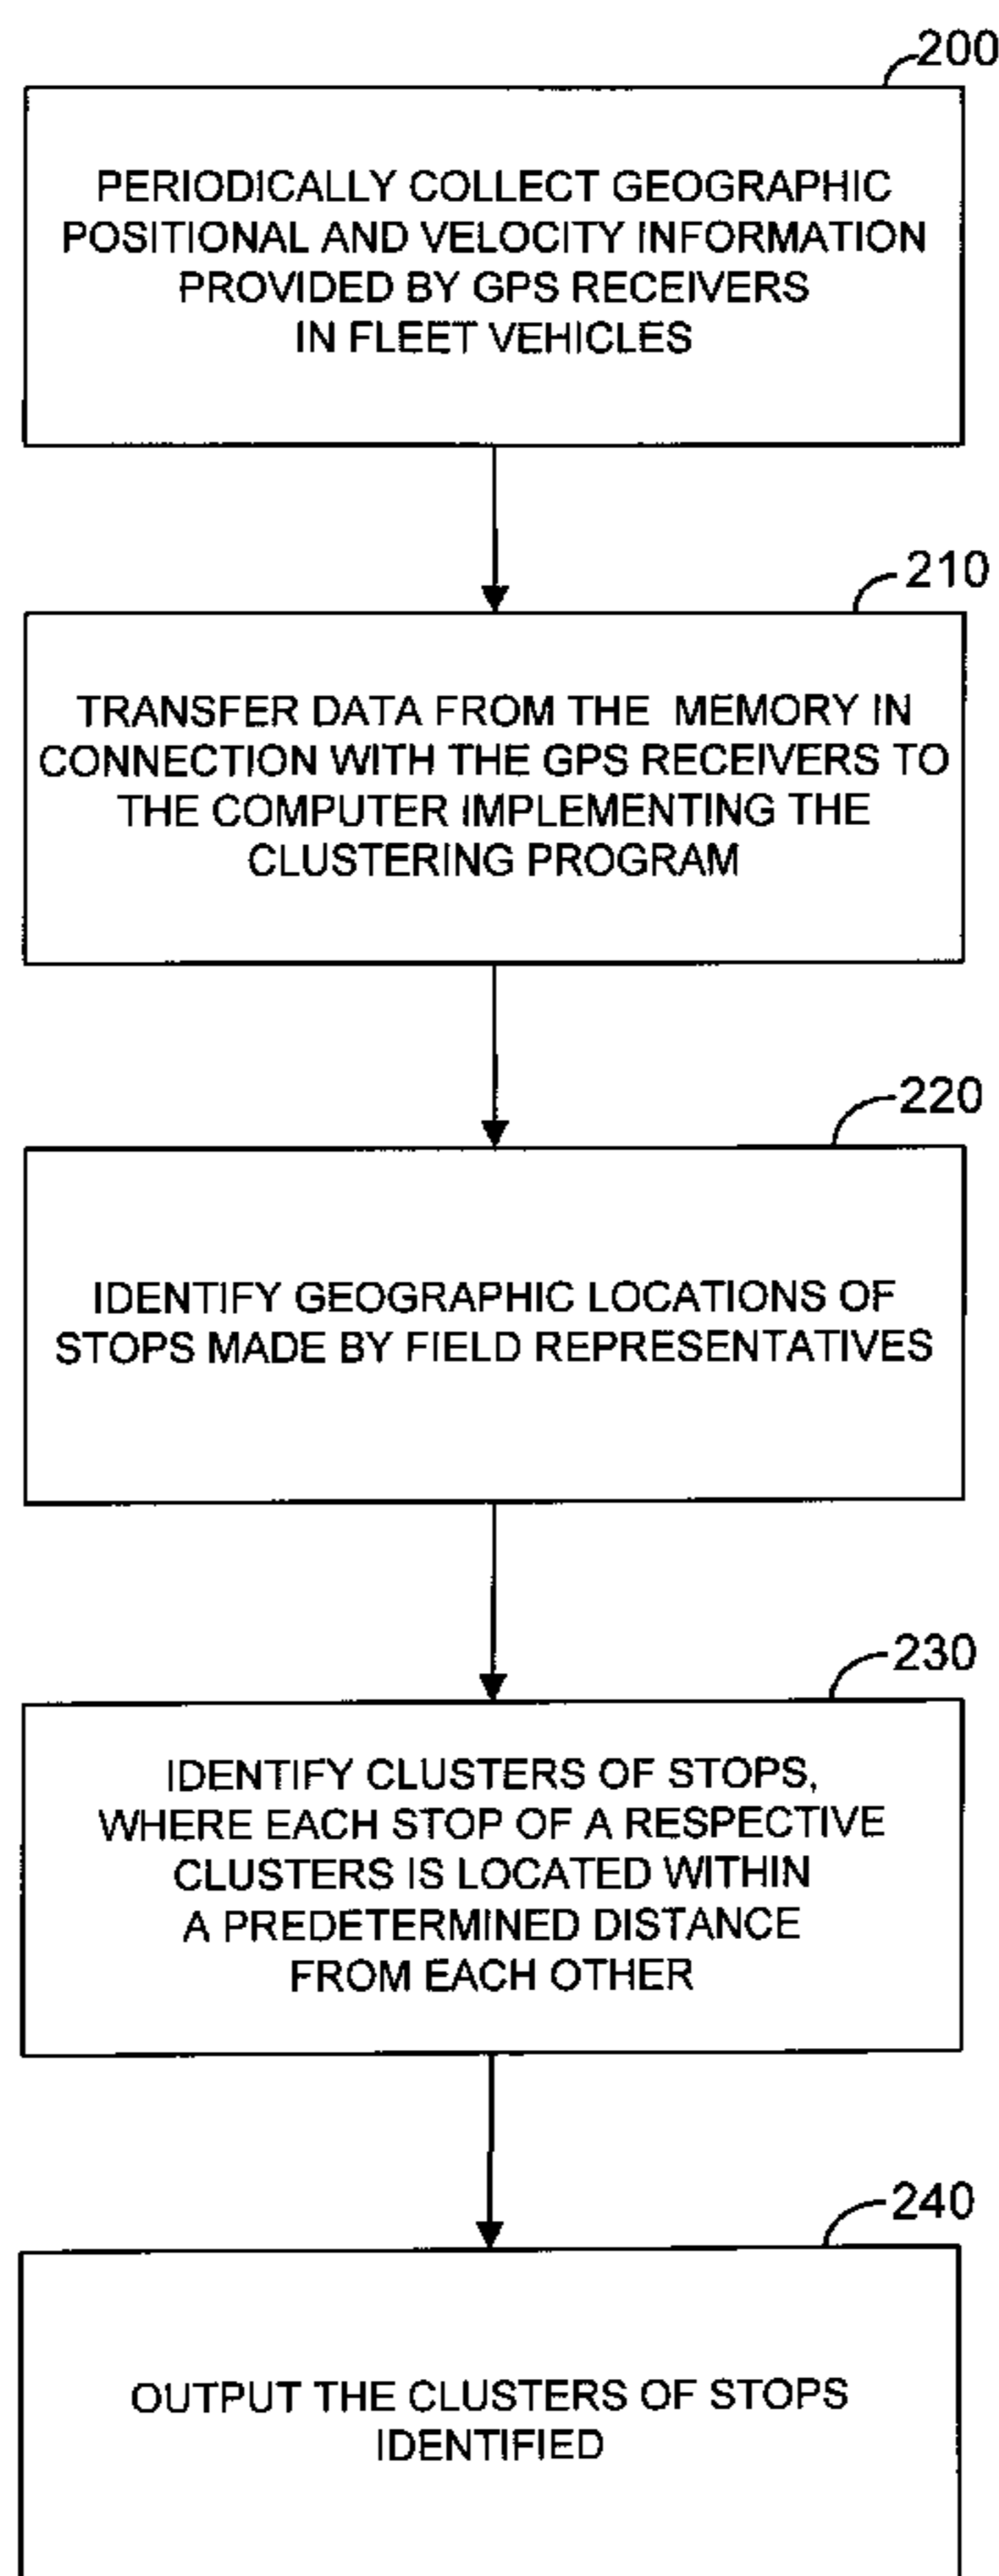 200
PERIODICALLY COLLECT GEOGRAPHIC
POSITIONAL AND VELOCITY INFORMATION
PROVIDED BY GPS RECEIVERS
IN FLEET VEHICLES
210
TRANSFER DATA FROM THE MEMORY IN
CONNECTION WITH THE GPS RECEIVERS TO
THE COMPUTER IMPLEMENTING THE
CLUSTERING PROGRAM
220
IDENTIFY GEOGRAPHIC LOCATIONS OF
STOPS MADE BY FIELD REPRESENTATIVES
230
IDENTIFY CLUSTERS OF STOPS,
WHERE EACH STOP OF A RESPECTIVE
CLUSTERS IS LOCATED WITHIN
A PREDETERMINED DISTANCE
FROM EACH OTHER
240
OUTPUT THE CLUSTERS OF STOPS
IDENTIFIED